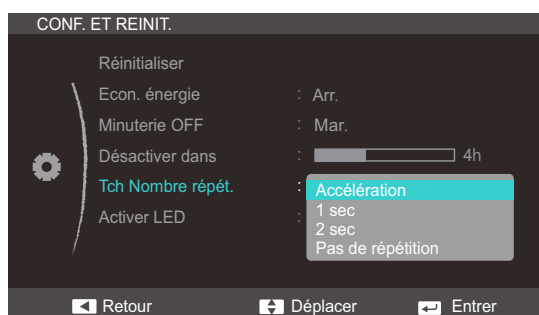 CONF. ET REINIT.
Réinitialiser
Econ. énergie : Arr.
Minuterie OFF : Mar.
Désactiver dans : 4h
Tch Nombre répét. : Accélération
1 sec
2 sec
Pas de répétition
Activer LED :
Retour Déplacer Entrer